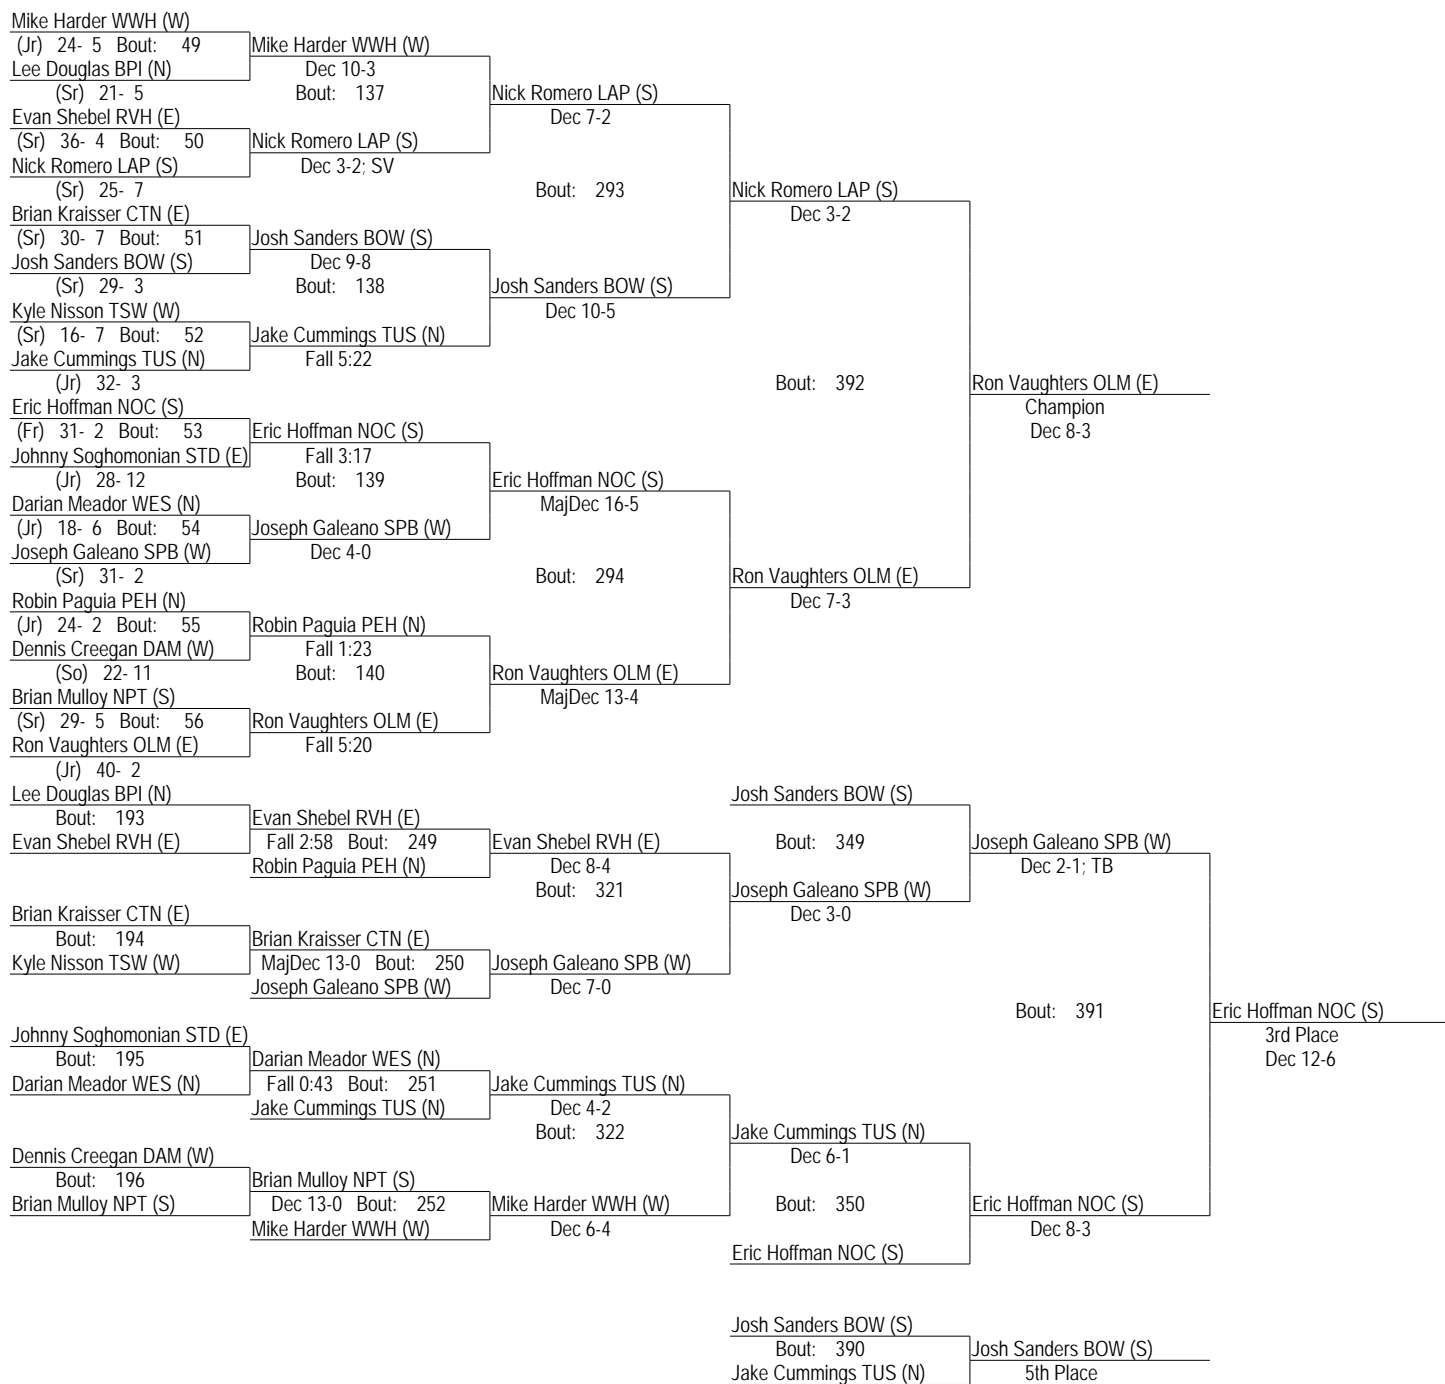 Mike Harder WWH (W)
(Jr) 24- 5 Bout: 49
Mike Harder WWH (W)
Lee Douglas BPI (N)
Dec 10-3
(Sr) 21- 5
Bout: 137
Nick Romero LAP (S)
Evan Shebel RVH (E)
Dec 7-2
(Sr) 36- 4 Bout: 50
Nick Romero LAP (S)
Nick Romero LAP (S)
Dec 3-2; SV
(Sr) 25- 7
Bout: 293
Nick Romero LAP (S)
Brian Kraisser CTN (E)
Dec 3-2
(Sr) 30- 7 Bout: 51
Josh Sanders BOW (S)
Josh Sanders BOW (S)
Dec 9-8
(Sr) 29- 3
Bout: 138
Josh Sanders BOW (S)
Kyle Nisson TSW (W)
Dec 10-5
(Sr) 16- 7 Bout: 52
Jake Cummings TUS (N)
Jake Cummings TUS (N)
Fall 5:22
(Jr) 32- 3
Bout: 392
Ron Vaughters OLM (E)
Eric Hoffman NOC (S)
Champion
(Fr) 31- 2 Bout: 53
Eric Hoffman NOC (S)
Dec 8-3
Johnny Soghomonian STD (E)
Fall 3:17
(Jr) 28- 12
Bout: 139
Eric Hoffman NOC (S)
Darian Meador WES (N)
MajDec 16-5
(Jr) 18- 6 Bout: 54
Joseph Galeano SPB (W)
Joseph Galeano SPB (W)
Dec 4-0
(Sr) 31- 2
Bout: 294
Ron Vaughters OLM (E)
Robin Paguia PEH (N)
Dec 7-3
(Jr) 24- 2 Bout: 55
Robin Paguia PEH (N)
Dennis Creegan DAM (W)
Fall 1:23
(So) 22- 11
Bout: 140
Ron Vaughters OLM (E)
Brian Mulloy NPT (S)
MajDec 13-4
(Sr) 29- 5 Bout: 56
Ron Vaughters OLM (E)
Ron Vaughters OLM (E)
Fall 5:20
(Jr) 40- 2
Lee Douglas BPI (N)
Josh Sanders BOW (S)
Bout: 193
Evan Shebel RVH (E)
Evan Shebel RVH (E)
Fall 2:58 Bout: 249
Evan Shebel RVH (E)
Bout: 349
Joseph Galeano SPB (W)
Robin Paguia PEH (N)
Dec 8-4
Dec 2-1; TB
Bout: 321
Joseph Galeano SPB (W)
Brian Kraisser CTN (E)
Dec 3-0
Bout: 194
Brian Kraisser CTN (E)
Kyle Nisson TSW (W)
MajDec 13-0 Bout: 250
Joseph Galeano SPB (W)
Joseph Galeano SPB (W)
Dec 7-0
Bout: 391
Eric Hoffman NOC (S)
Johnny Soghomonian STD (E)
3rd Place
Bout: 195
Darian Meador WES (N)
Dec 12-6
Darian Meador WES (N)
Fall 0:43 Bout: 251
Jake Cummings TUS (N)
Jake Cummings TUS (N)
Dec 4-2
Bout: 322
Jake Cummings TUS (N)
Dennis Creegan DAM (W)
Dec 6-1
Bout: 196
Brian Mulloy NPT (S)
Brian Mulloy NPT (S)
Dec 13-0 Bout: 252
Mike Harder WWH (W)
Bout: 350
Eric Hoffman NOC (S)
Mike Harder WWH (W)
Dec 6-4
Dec 8-3
Eric Hoffman NOC (S)
Josh Sanders BOW (S)
Bout: 390
Josh Sanders BOW (S)
Jake Cummings TUS (N)
5th Place